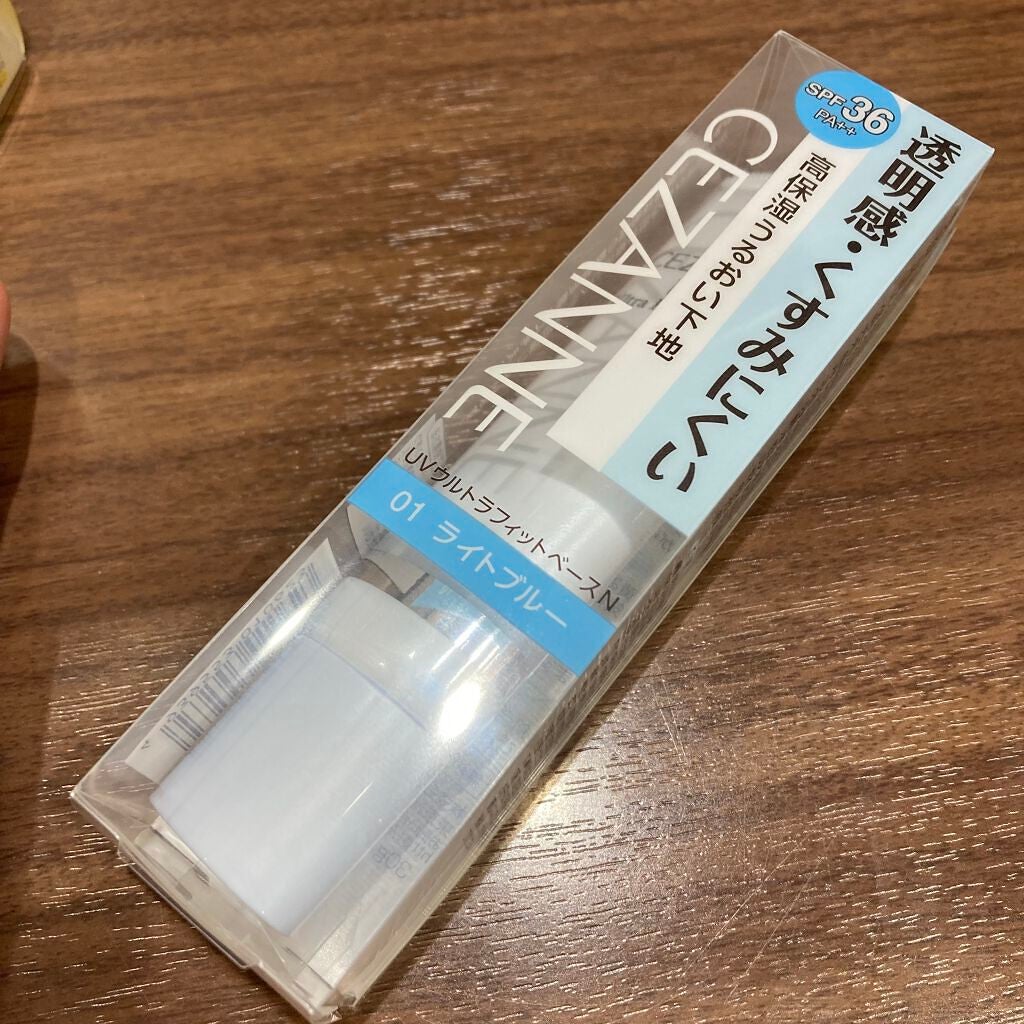 SPF36
PA++
透明感・くすみにくい
高保湿うるおい下地
CEZANNE
UVウルトラフィットベースN
01 ライトブルー